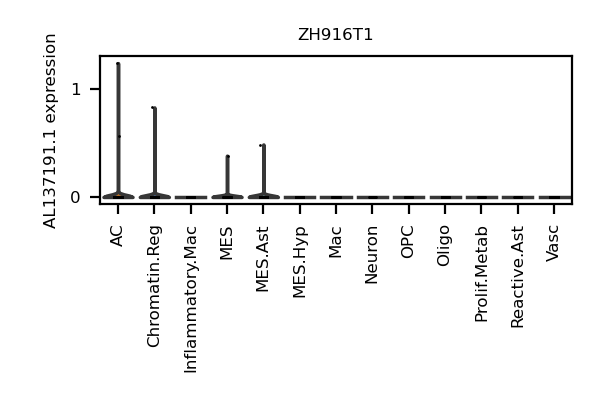 ZH916T1
AL137191.1 expression
1
0
AC
Chromatin.Reg
Inflammatory.Mac
MES
MES.Ast
MES.Hyp
Mac
Neuron
OPC
Oligo
Prolif.Metab
Reactive.Ast
Vasc